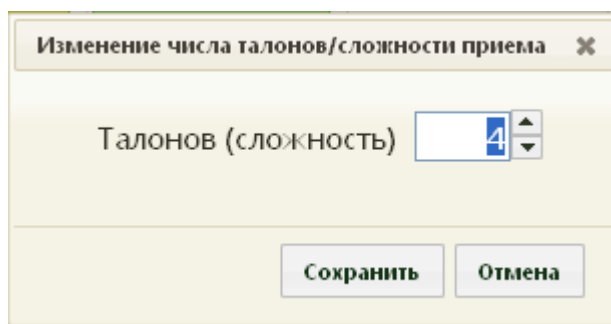 Изменение числа талонов/сложности приема
Талонов (сложность) 4
Сохранить Отмена